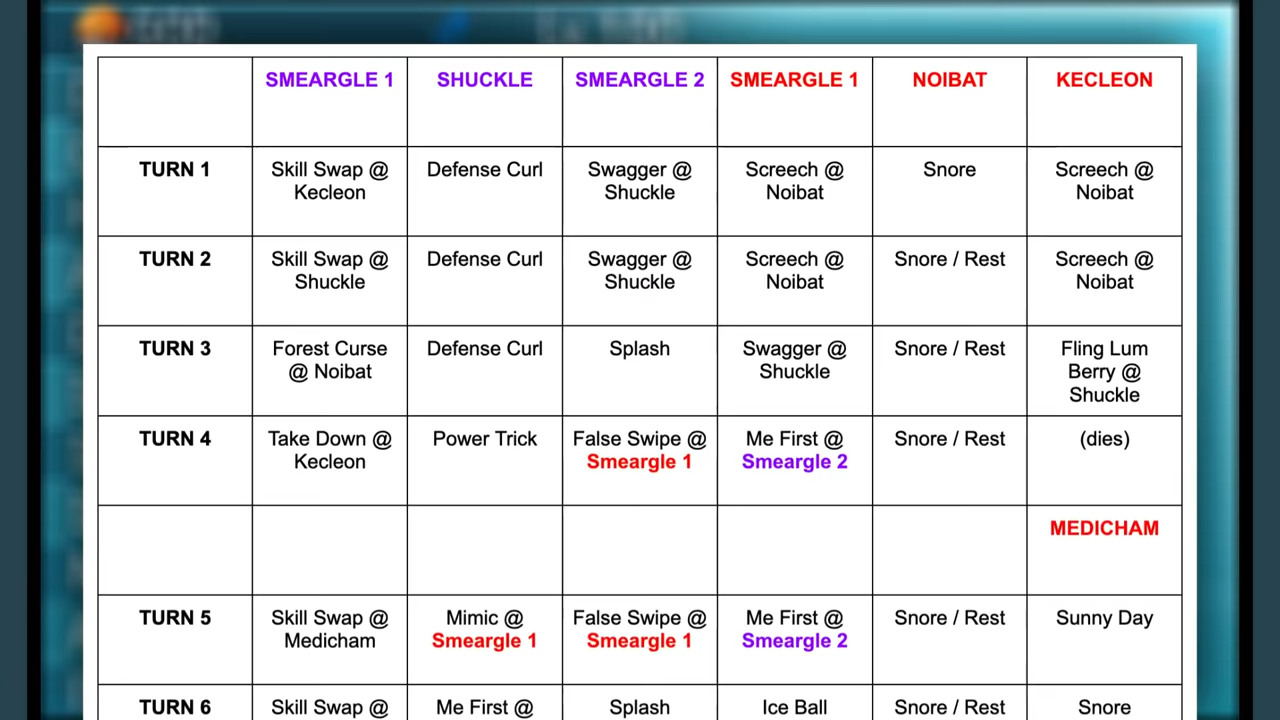 SMEARGLE 1 SHUCKLE SMEARGLE 2 SMEARGLE 1 NOIBAT KECLEON
TURN 1 Skill Swap @ Kecleon Defense Curl Swagger @ Shuckle Screech @ Noibat Snore Screech @ Noibat
TURN 2 Skill Swap @ Shuckle Defense Curl Swagger @ Shuckle Screech @ Noibat Snore / Rest Screech @ Noibat
TURN 3 Forest Curse @ Noibat Defense Curl Splash Swagger @ Shuckle Snore / Rest Fling Lum Berry @ Shuckle
TURN 4 Take Down @ Kecleon Power Trick False Swipe @ Smeargle 1 Me First @ Smeargle 2 Snore / Rest (dies)
MEDICHAM
TURN 5 Skill Swap @ Medicham Mimic @ Smeargle 1 False Swipe @ Smeargle 1 Me First @ Smeargle 2 Snore / Rest Sunny Day
TURN 6 Skill Swap @ Me First @ Splash Ice Ball Snore / Rest Snore